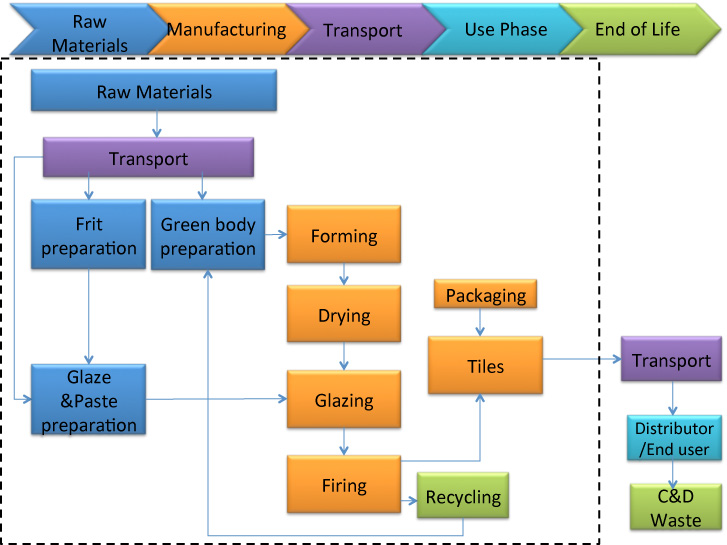 Raw
Materials
Manufacturing
Transport
Use Phase
End of Life
Raw Materials
Transport
Frit
preparation
Green body
preparation
Forming
Drying
Packaging
Tiles
Transport
Glaze
&Paste
preparation
Glazing
Distributor
/End user
Firing
Recycling
C&D
Waste